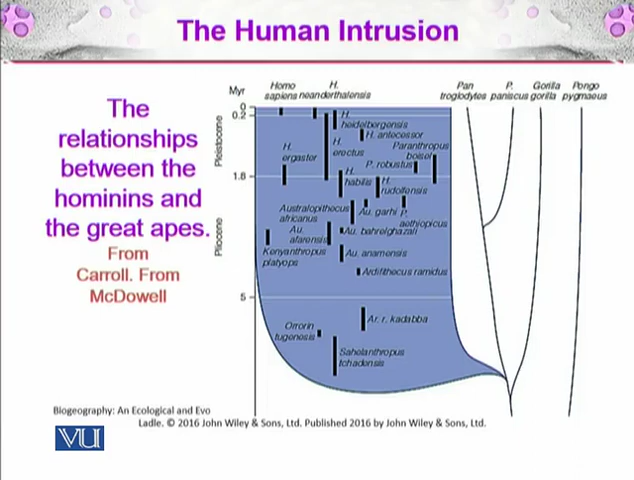 The Human Intrusion
The
relationships
between the
hominins and
the great apes.
From
Carroll. From
McDowell
Myr
Homo
sapiens
H.
neanderthalensis
Pan
troglodytes
P.
paniscus
Gorilla
gorilla
Pongo
pygmaeus
0
0.2
Pleistocene
1.8
Pliocene
5
H.
heidelbergensis
H. antecessor
H.
erectus
Paranthropus
boisei
H.
ergaster
P. robustus
H.
habilis
H.
rudolfensis
Australopithecus
africanus
Au. garhi
P.
aethiopicus
Au.
afarensis
Au. bahrelghazali
Kenyanthropus
platyops
Au. anamensis
Ardifithecus ramidus
Ar. r. kadabba
Orrorin
tugenesis
Sahelanthropus
tchadensis
Biogeography: An Ecological and Evo
Ladle. © 2016 John Wiley & Sons, Ltd. Published 2016 by John Wiley & Sons, Ltd.
VU